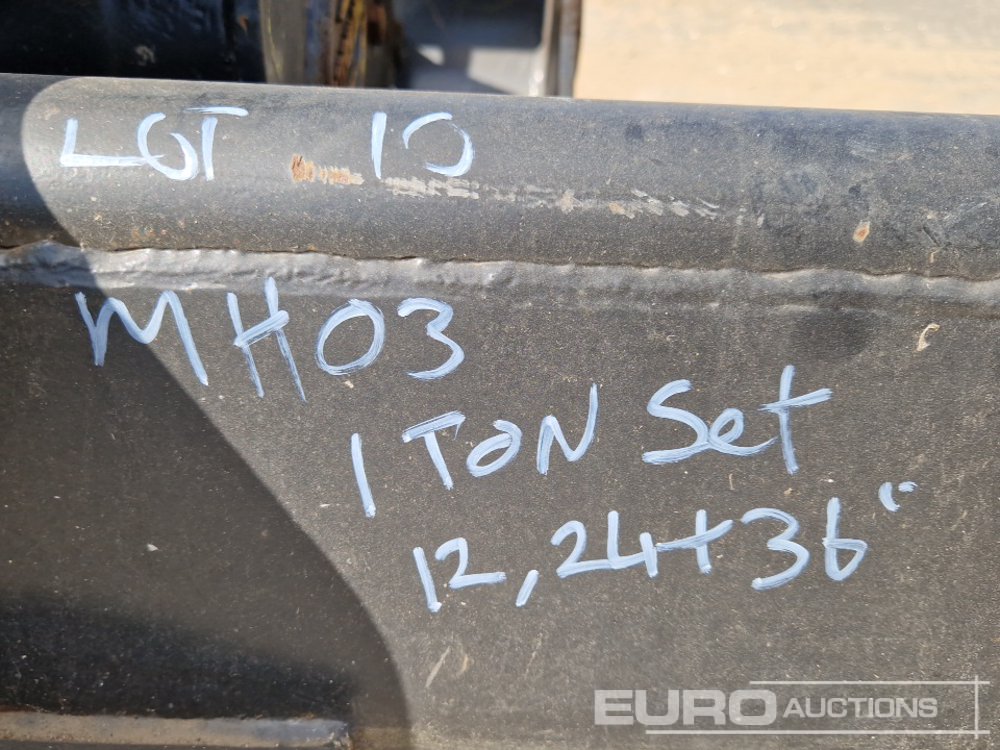 LOT 10
MH03
1 TON Set
12, 24 + 36"
EURO AUCTIONS